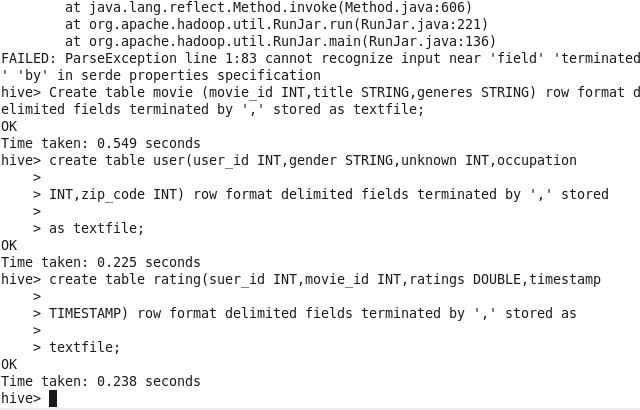 at java.lang.reflect.Method.invoke(Method.java:606)
at org.apache.hadoop.util.RunJar.run(RunJar.java:221)
at org.apache.hadoop.util.RunJar.main(RunJar.java:136)
FAILED: ParseException line 1:83 cannot recognize input near 'field' 'terminated
' 'by' in serde properties specification
hive> Create table movie (movie_id INT,title STRING,generes STRING) row format d
elimited fields terminated by ',' stored as textfile;
OK
Time taken: 0.549 seconds
hive> create table user(user_id INT,gender STRING,unknown INT,occupation
>
> INT,zip_code INT) row format delimited fields terminated by ',' stored
>
> as textfile;
OK
Time taken: 0.225 seconds
hive> create table rating(suer_id INT,movie_id INT,ratings DOUBLE,timestamp
>
> TIMESTAMP) row format delimited fields terminated by ',' stored as
>
> textfile;
OK
Time taken: 0.238 seconds
hive>